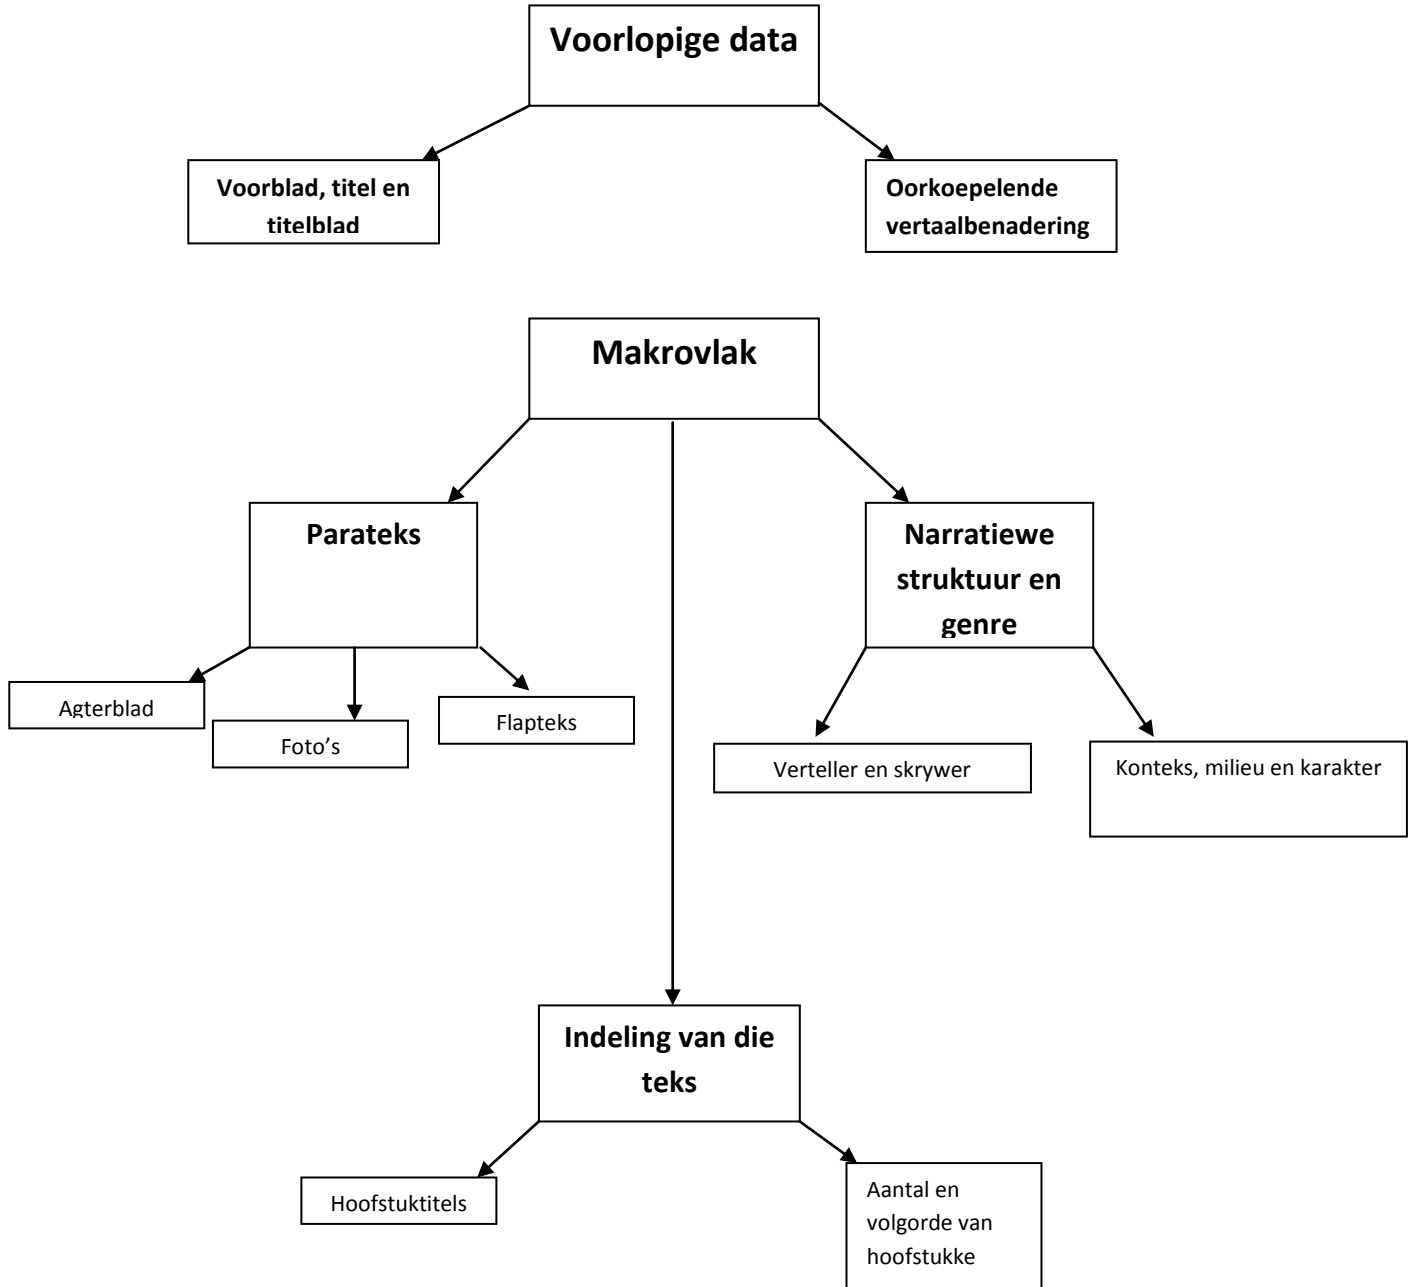 Voorlopige data
Voorblad, titel en
titelblad
Oorkoepelende
vertaalbenadering
Makrovlak
Parateks
Narratiewe
struktuur en
genre
Agterblad
Foto’s
Flapteks
Verteller en skrywer
Konteks, milieu en karakter
Indeling van die
teks
Hoofstuktitels
Aantal en
volgorde van
hoofstukke